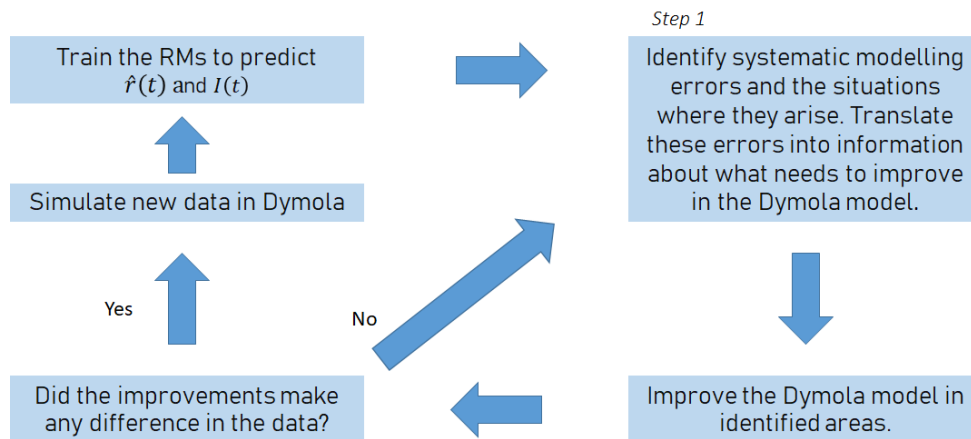 Step 1
Train the RMs to predict
r̂(t) and I(t)
Identify systematic modelling
errors and the situations
where they arise. Translate
these errors into information
about what needs to improve
in the Dymola model.
Simulate new data in Dymola
Yes
No
Did the improvements make
any difference in the data?
Improve the Dymola model in
identified areas.